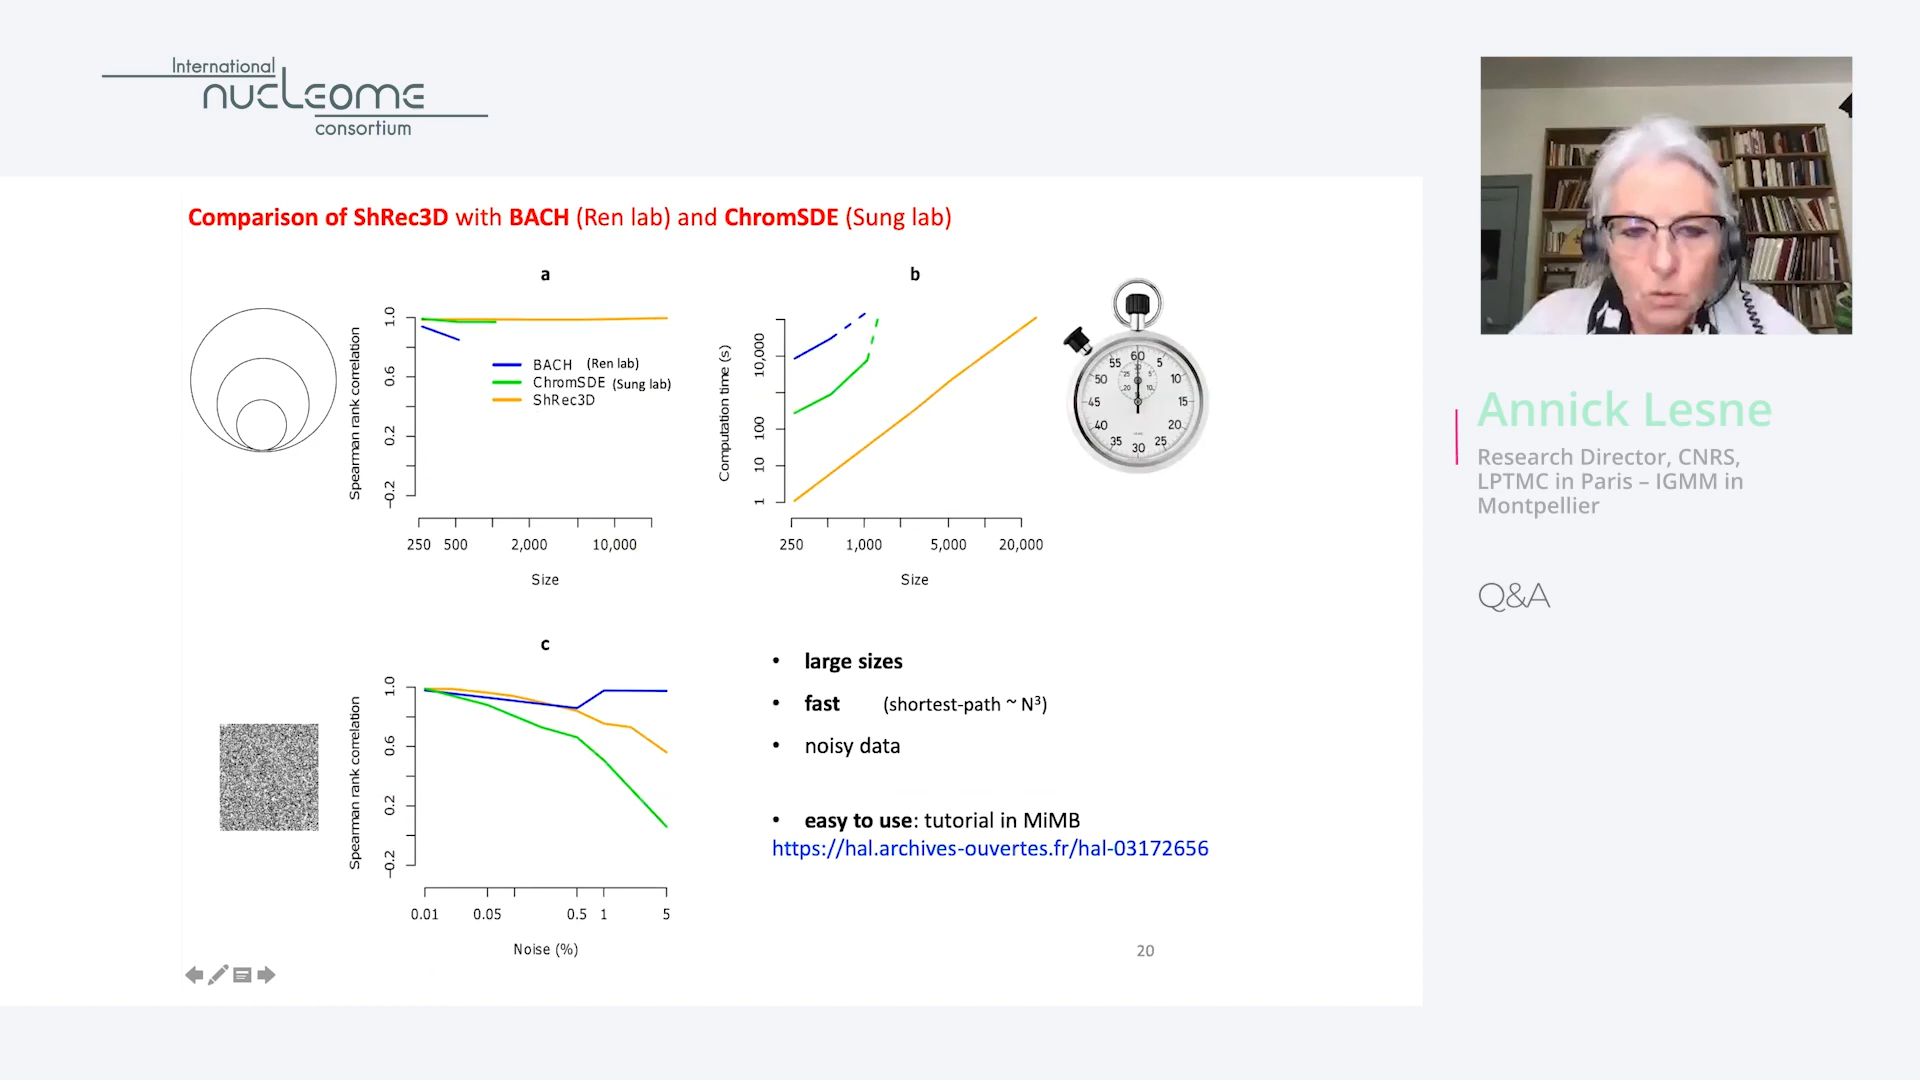 International
nucleome
consortium
Comparison of ShRec3D with BACH (Ren lab) and ChromSDE (Sung lab)
a
Spearman rank correlation
1.0
0.6
0.2
-0.2
BACH (Ren lab)
ChromSDE (Sung lab)
ShRec3D
250 500 2,000 10,000
Size
b
Computation time (s)
10,000
100
10
1
250 1,000 5,000 20,000
Size
60
5
10
15
20
25
30
35
40
45
50
55
c
Spearman rank correlation
1.0
0.6
0.2
-0.2
0.01 0.05 0.5 1 5
Noise (%)
• large sizes
• fast (shortest-path ~ N³)
• noisy data
• easy to use: tutorial in MiMB
https://hal.archives-ouvertes.fr/hal-03172656
20
Annick Lesne
Research Director, CNRS,
LPTMC in Paris – IGMM in
Montpellier
Q&A